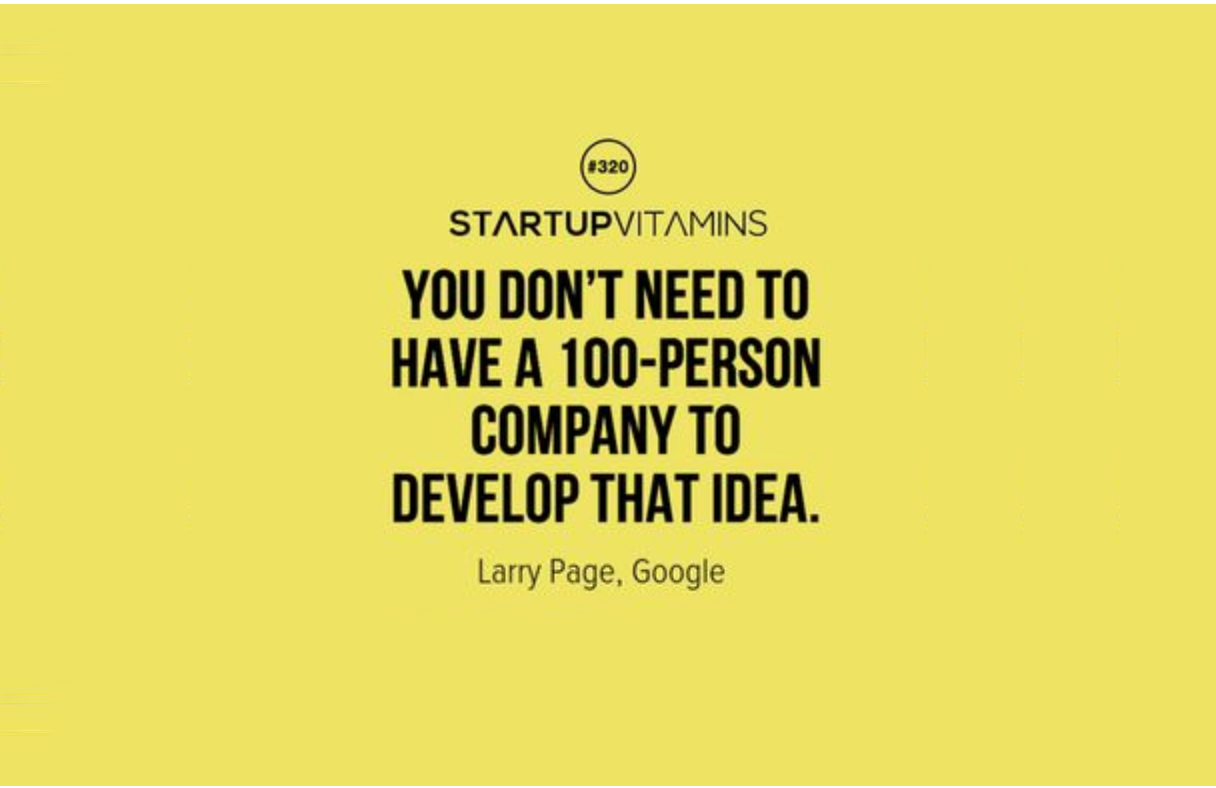 #320
STARTUPVITAMINS
YOU DON’T NEED TO
HAVE A 100-PERSON
COMPANY TO
DEVELOP THAT IDEA.
Larry Page, Google